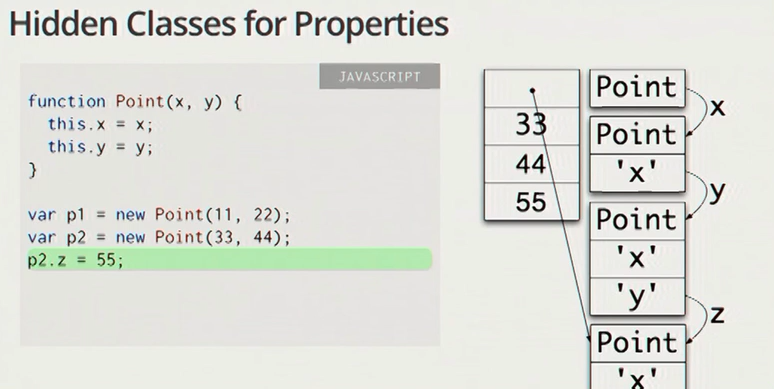 Hidden Classes for Properties
JAVASCRIPT
function Point(x, y) {
  this.x = x;
  this.y = y;
}
var p1 = new Point(11, 22);
var p2 = new Point(33, 44);
p2.z = 55;
33
44
55
Point
x
Point
'x'
y
Point
'x'
'y'
z
Point
'x'